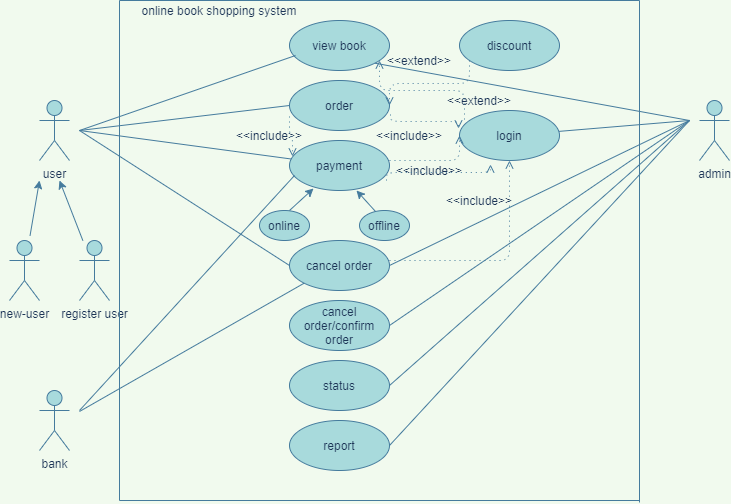 online book shopping system
view book
<<extend>>
discount
order
<<extend>>
<<include>>
<<include>>
login
payment
<<include>>
user
admin
<<include>>
online
offline
cancel order
new-user
register user
cancel
order/confirm
order
status
report
bank